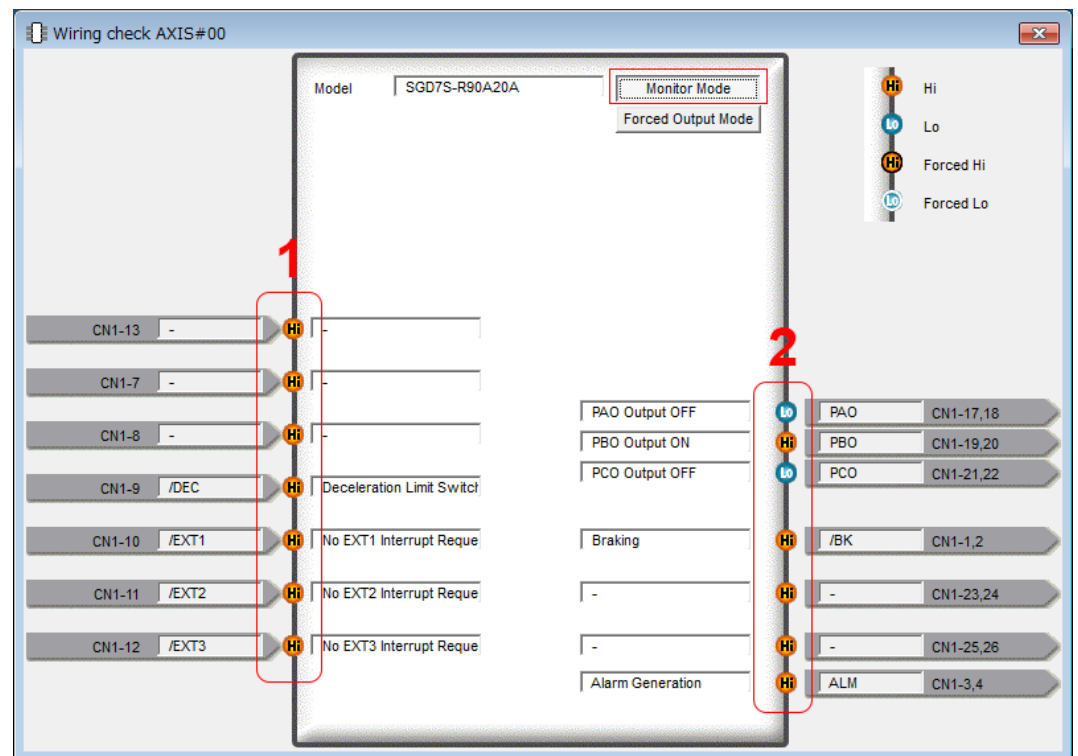 Wiring check AXIS#00
Model SGD7S-R90A20A Monitor Mode
Forced Output Mode
Hi Hi
Lo Lo
Hi Forced Hi
Lo Forced Lo
1
CN1-13 - Hi -
2
CN1-7 - Hi -
PAO Output OFF Lo PAO CN1-17,18
CN1-8 - Hi -
PBO Output ON Hi PBO CN1-19,20
PCO Output OFF Lo PCO CN1-21,22
CN1-9 /DEC Hi Deceleration Limit Switch
CN1-10 /EXT1 Hi No EXT1 Interrupt Reque
Braking Hi /BK CN1-1,2
CN1-11 /EXT2 Hi No EXT2 Interrupt Reque
- Hi - CN1-23,24
CN1-12 /EXT3 Hi No EXT3 Interrupt Reque
- Hi - CN1-25,26
Alarm Generation Hi ALM CN1-3,4